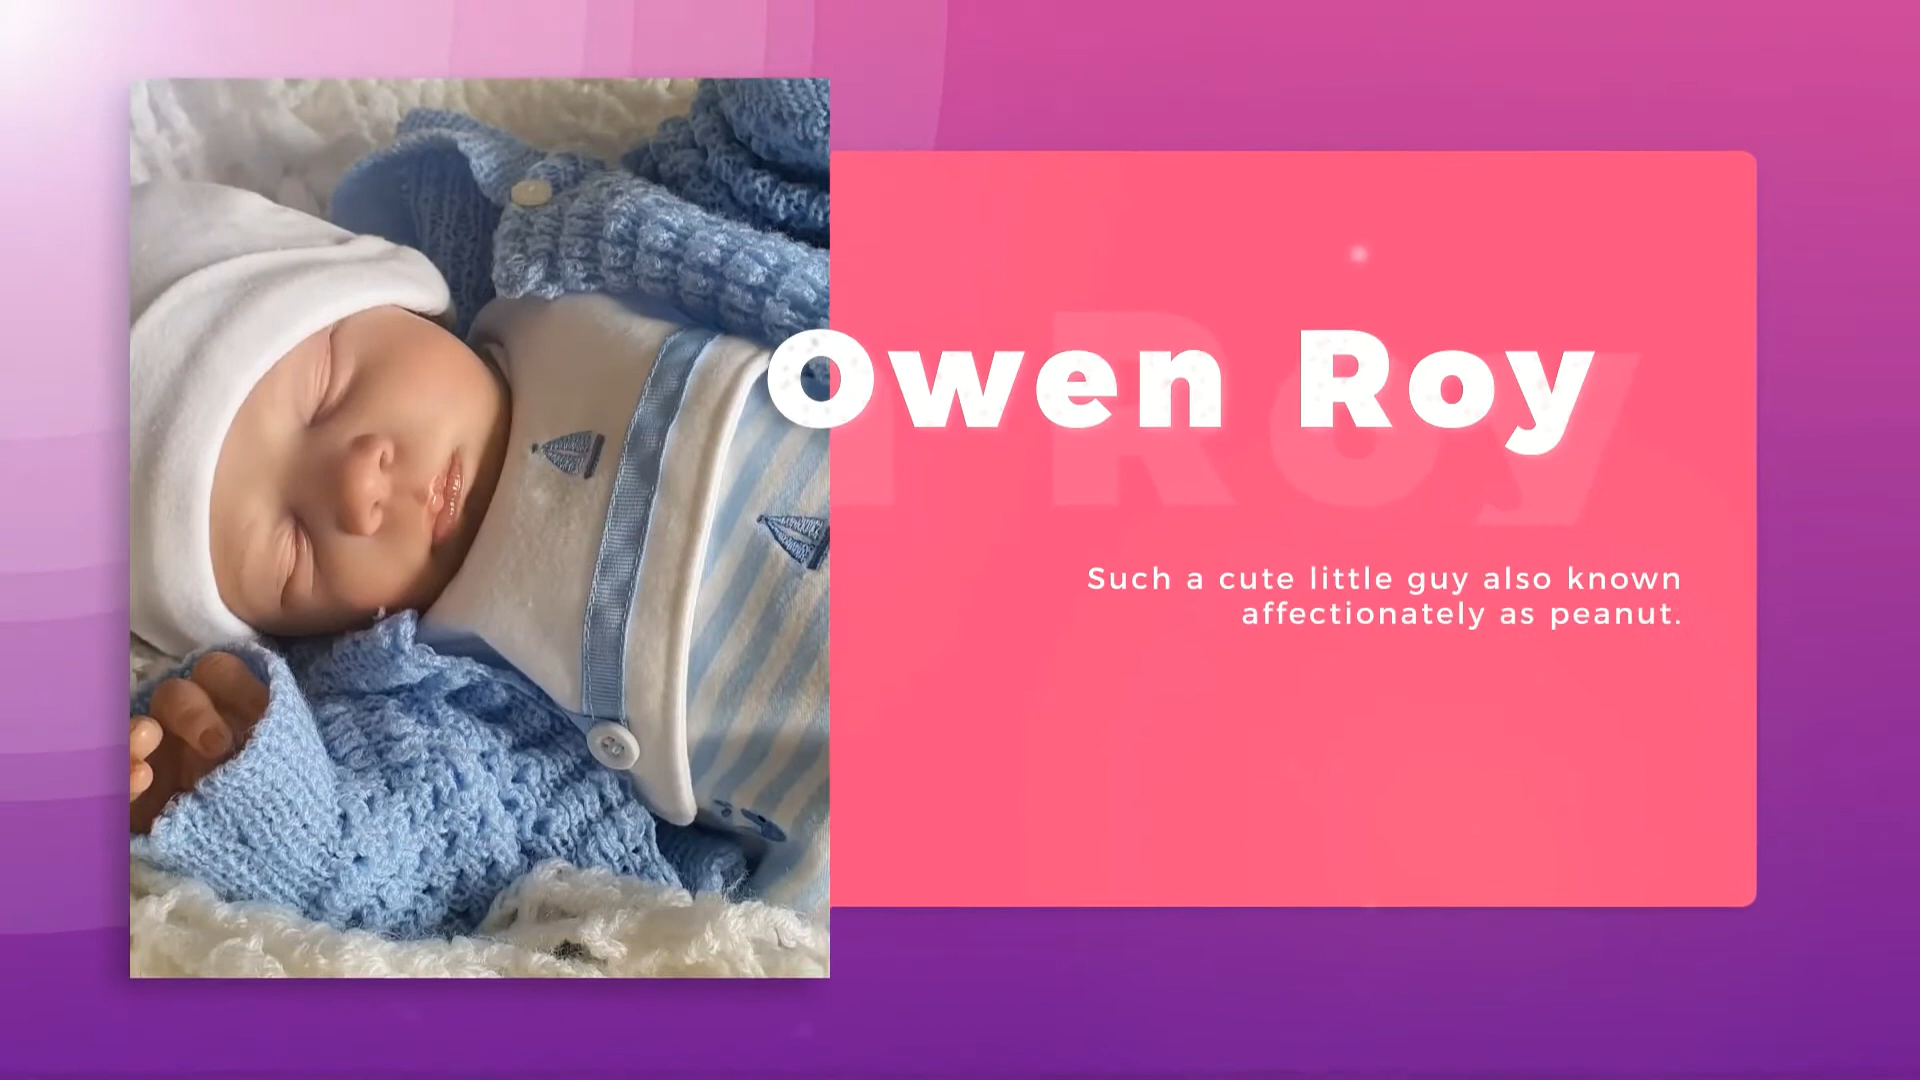 Owen Roy
Such a cute little guy also known
affectionately as peanut.